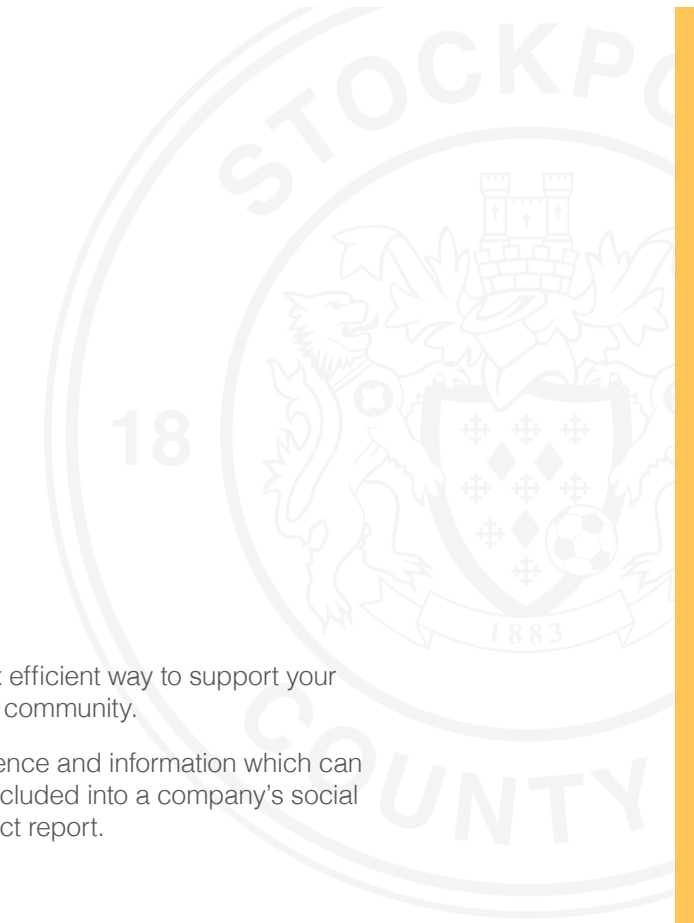 STOCKPO
18
1883
efficient way to support your
community.
ence and information which can
cluded into a company’s social
ct report.
COUNTY